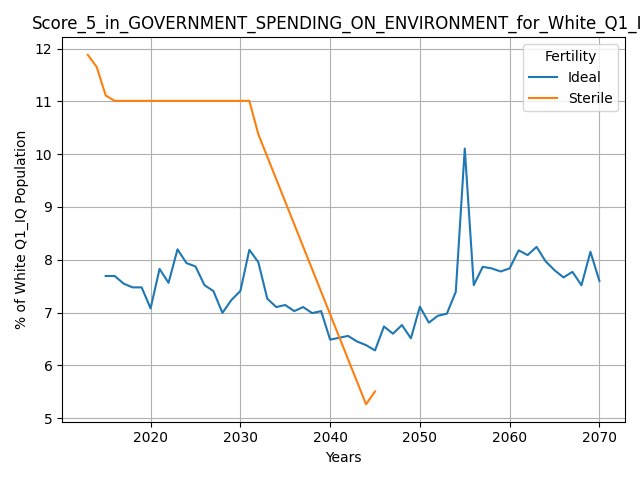 Score_5_in_GOVERNMENT_SPENDING_ON_ENVIRONMENT_for_White_Q1_I
Fertility
Ideal
Sterile
12
11
10
9
8
7
6
5
% of White Q1_IQ Population
2020 2030 2040 2050 2060 2070
Years